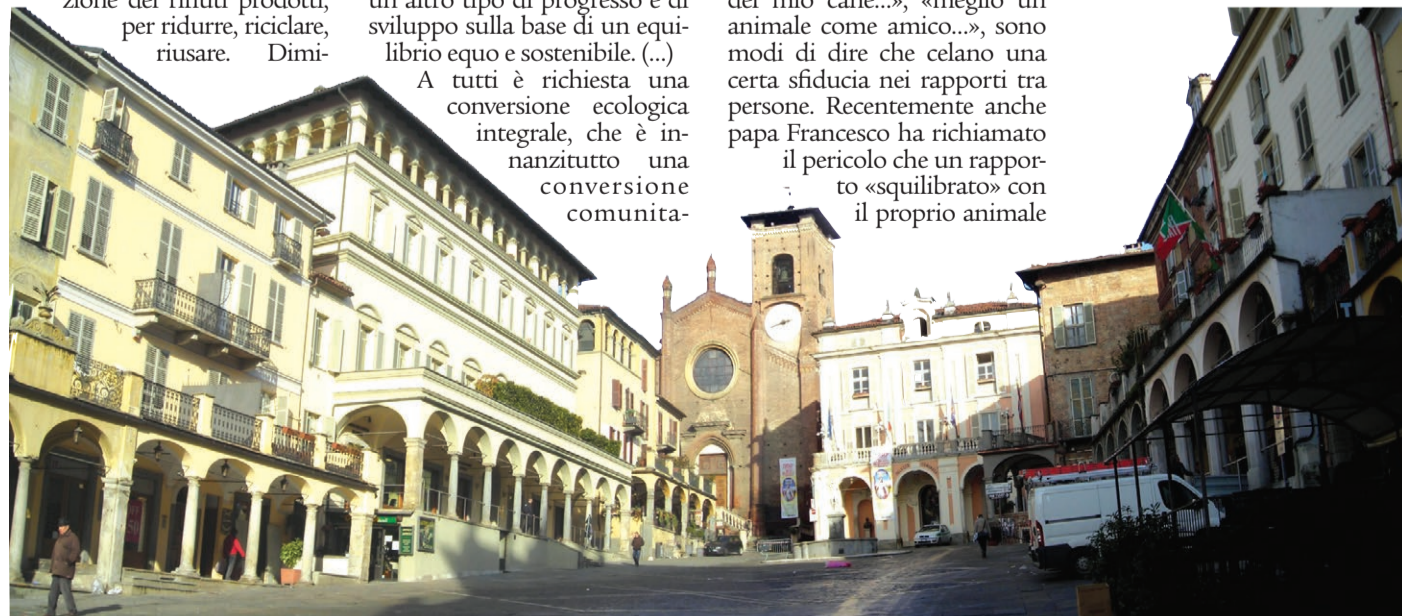 zione dei rifiuti prodotti,
per ridurre, riciclare,
riusare. Dimi-
un altro tipo di progresso e di
sviluppo sulla base di un equi-
librio equo e sostenibile. (...)
A tutti è richiesta una
conversione ecologica
integrale, che è in-
nanzitutto una
conversione
comunita-
del mio cane...», «meglio un
animale come amico...», sono
modi di dire che celano una
certa sfiducia nei rapporti tra
persone. Recentemente anche
papa Francesco ha richiamato
il pericolo che un rappor-
to «squilibrato» con
il proprio animale